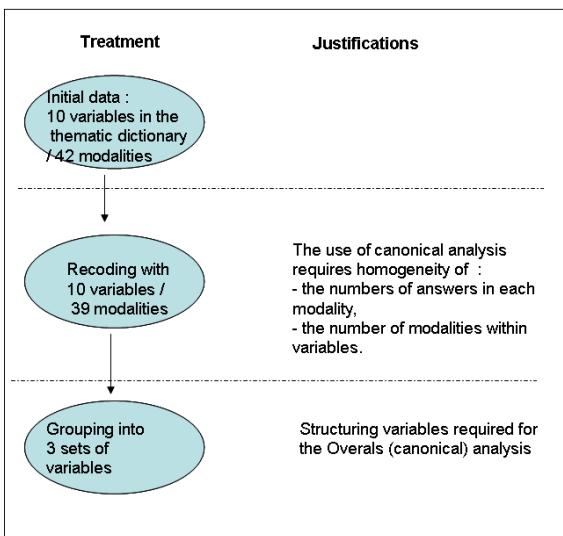 Treatment
Justifications
Initial data :
10 variables in the
thematic dictionary
/ 42 modalities
Recoding with
10 variables /
39 modalities
The use of canonical analysis
requires homogeneity of :
- the numbers of answers in each
modality,
- the number of modalities within
variables.
Grouping into
3 sets of
variables
Structuring variables required for
the Overals (canonical) analysis